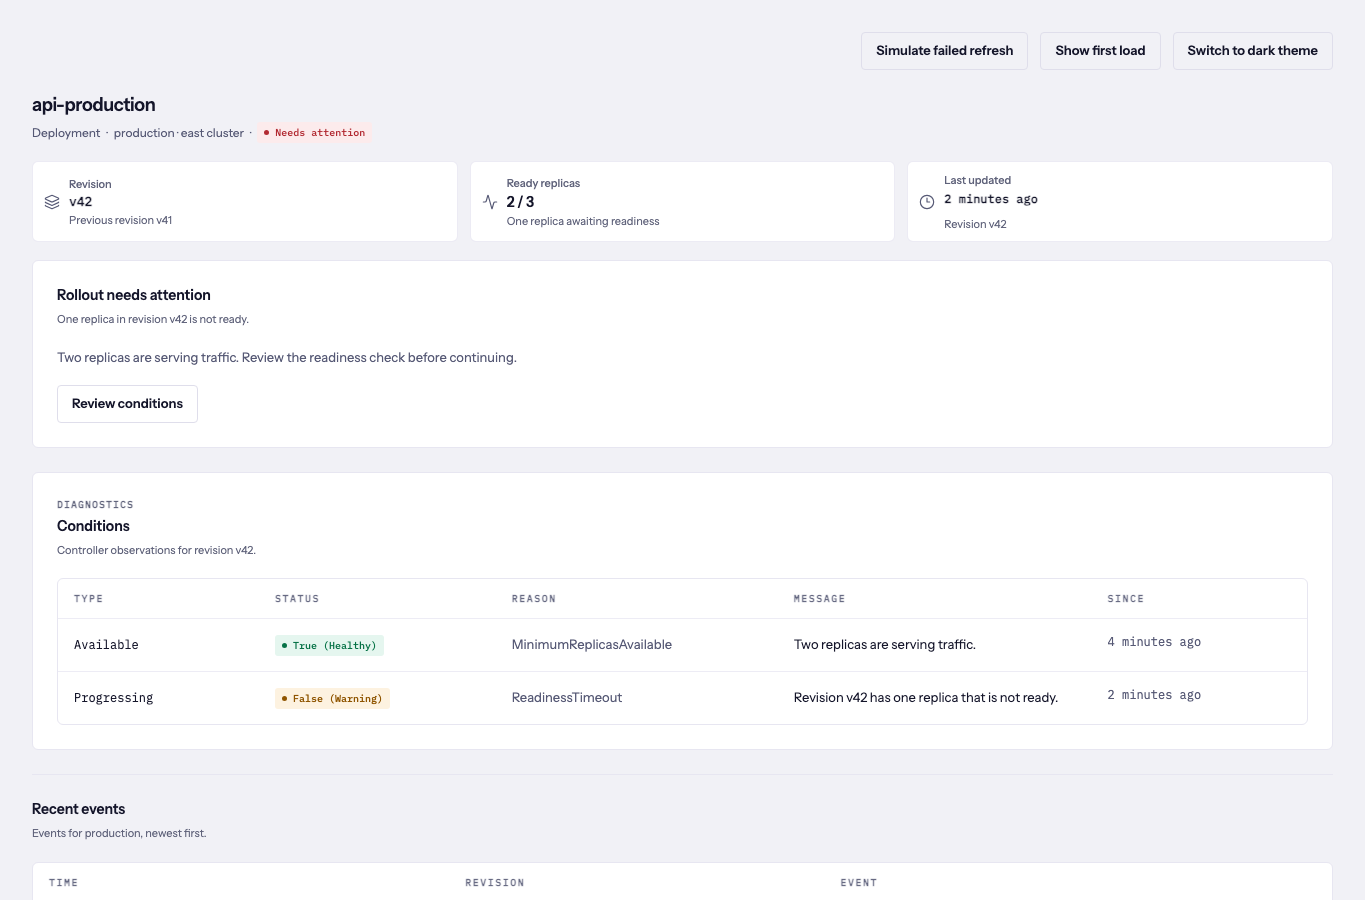 Simulate failed refresh
Show first load
Switch to dark theme
api-production
Deployment · production · east cluster · Needs attention
Revision
v42
Previous revision v41
Ready replicas
2 / 3
One replica awaiting readiness
Last updated
2 minutes ago
Revision v42
Rollout needs attention
One replica in revision v42 is not ready.
Two replicas are serving traffic. Review the readiness check before continuing.
Review conditions
DIAGNOSTICS
Conditions
Controller observations for revision v42.
TYPE STATUS REASON MESSAGE SINCE
Available True (Healthy) MinimumReplicasAvailable Two replicas are serving traffic. 4 minutes ago
Progressing False (Warning) ReadinessTimeout Revision v42 has one replica that is not ready. 2 minutes ago
Recent events
Events for production, newest first.
TIME REVISION EVENT